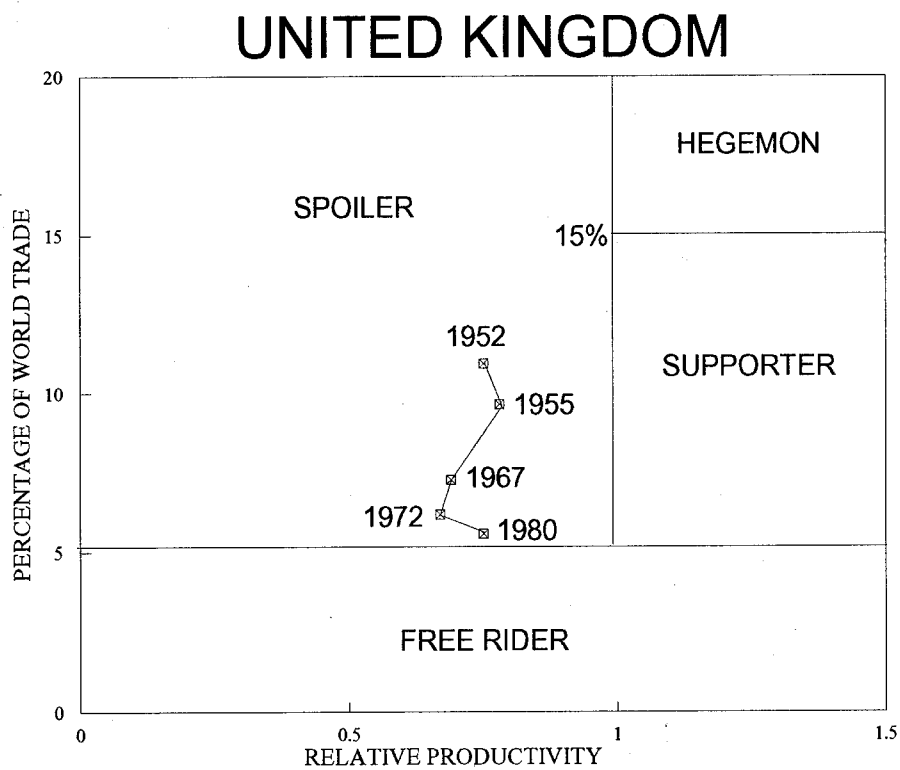 UNITED KINGDOM
PERCENTAGE OF WORLD TRADE
20
15
10
5
0
HEGEMON
SPOILER
15%
1952
SUPPORTER
1955
1967
1972
1980
FREE RIDER
0
0.5
1
1.5
RELATIVE PRODUCTIVITY